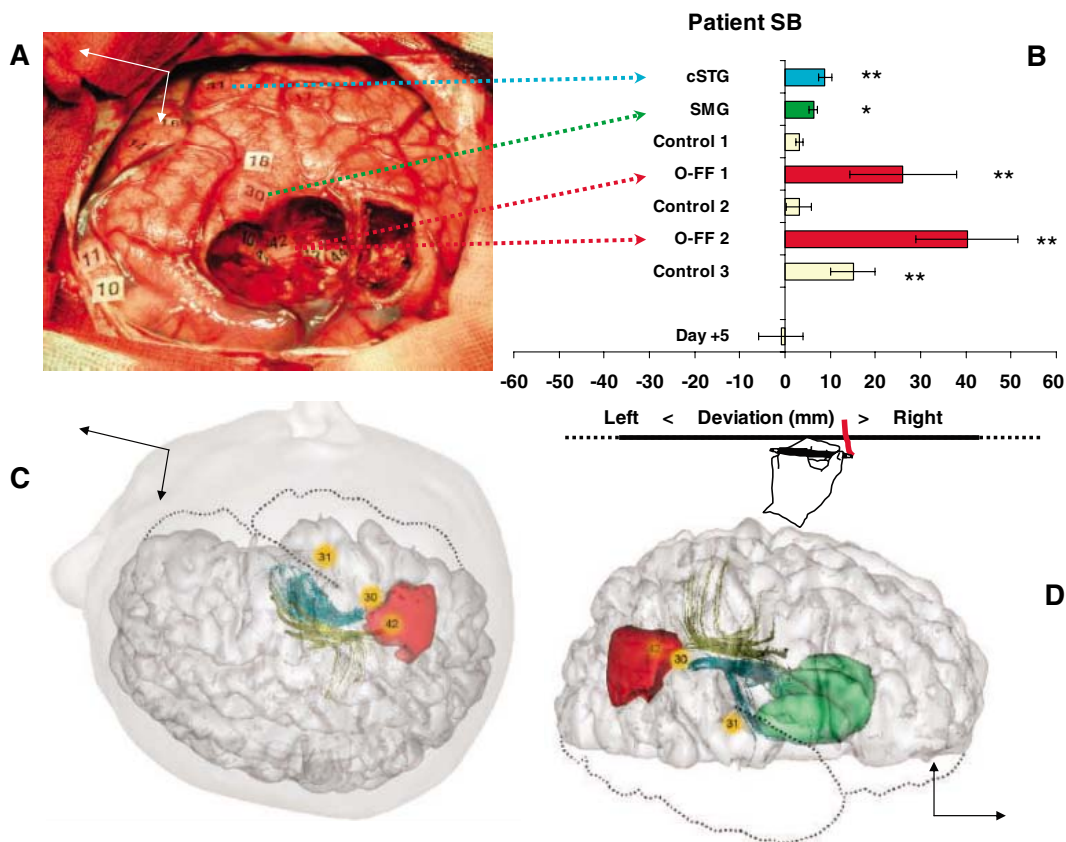 Patient SB
A
B
cSTG **
SMG *
Control 1
O-FF 1 **
Control 2
O-FF 2 **
Control 3 **
Day +5
-60 -50 -40 -30 -20 -10 0 10 20 30 40 50 60
Left < Deviation (mm) > Right
18
30
42
11
10
C
31
30
42
D
30
31